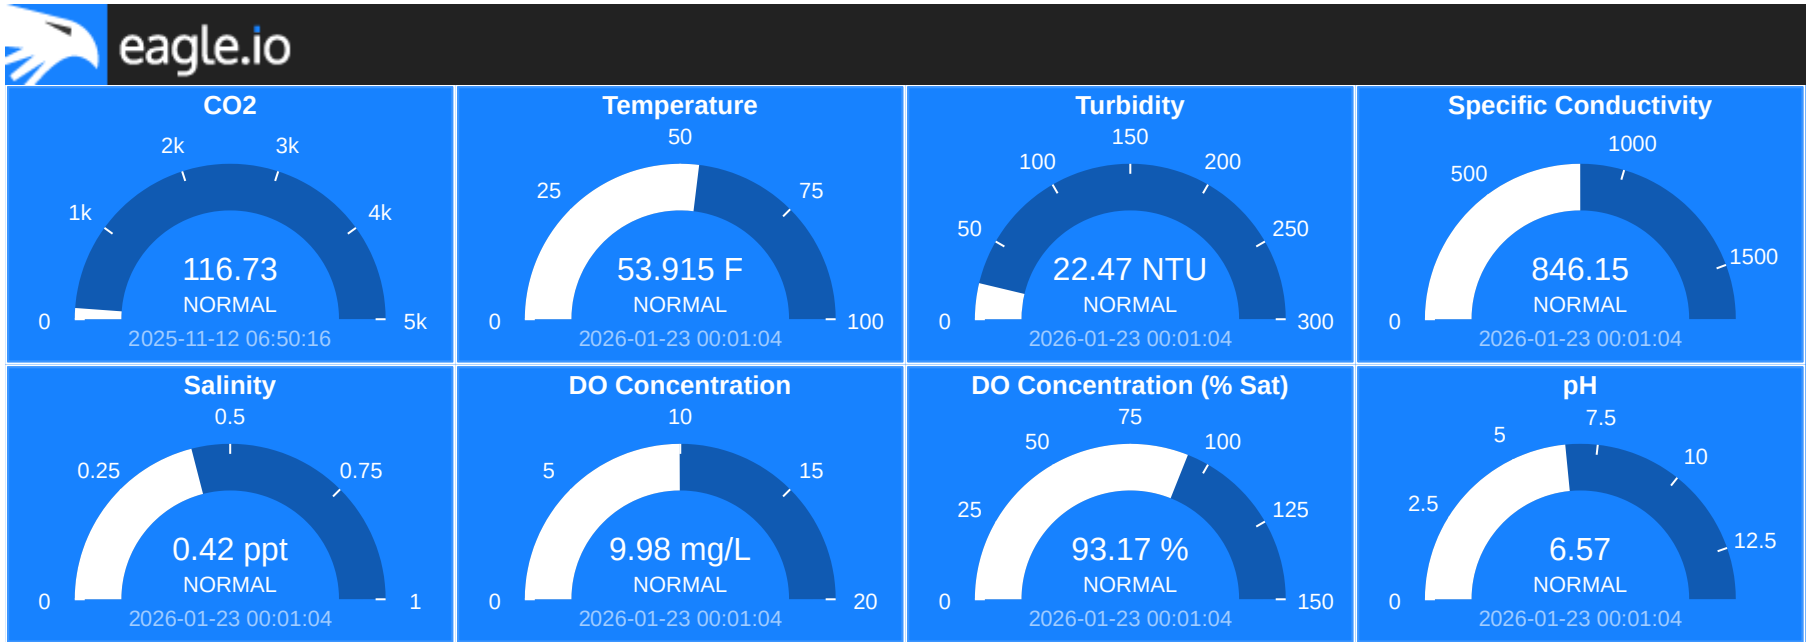 eagle.io
CO2
0
1k
2k
3k
4k
5k
116.73
NORMAL
2025-11-12 06:50:16
Temperature
0
25
50
75
100
53.915 F
NORMAL
2026-01-23 00:01:04
Turbidity
0
50
100
150
200
250
300
22.47 NTU
NORMAL
2026-01-23 00:01:04
Specific Conductivity
0
500
1000
1500
846.15
NORMAL
2026-01-23 00:01:04
Salinity
0
0.25
0.5
0.75
1
0.42 ppt
NORMAL
2026-01-23 00:01:04
DO Concentration
0
5
10
15
20
9.98 mg/L
NORMAL
2026-01-23 00:01:04
DO Concentration (% Sat)
0
25
50
75
100
125
150
93.17 %
NORMAL
2026-01-23 00:01:04
pH
0
2.5
5
7.5
10
12.5
6.57
NORMAL
2026-01-23 00:01:04